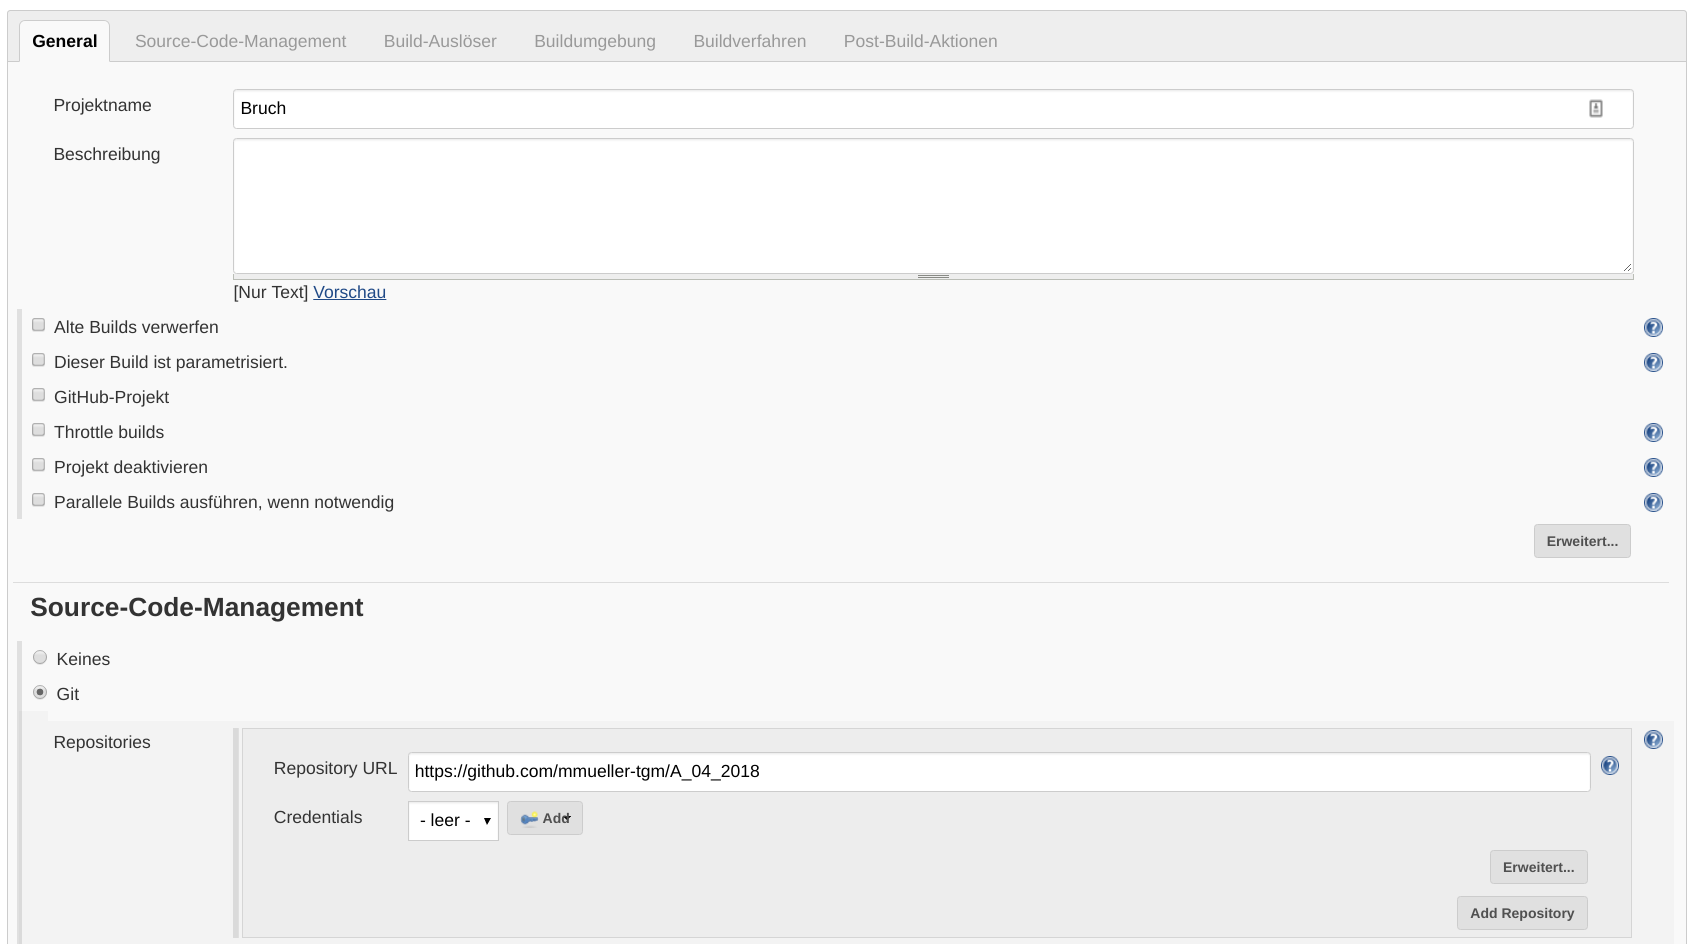 General Source-Code-Management Build-Auslöser Buildumgebung Buildverfahren Post-Build-Aktionen
Projektname Bruch
Beschreibung
[Nur Text] Vorschau
Alte Builds verwerfen
Dieser Build ist parametrisiert.
GitHub-Projekt
Throttle builds
Projekt deaktivieren
Parallele Builds ausführen, wenn notwendig
Erweitert...
Source-Code-Management
Keines
Git
Repositories
Repository URL https://github.com/mmueller-tgm/A_04_2018
Credentials - leer - Add
Erweitert...
Add Repository